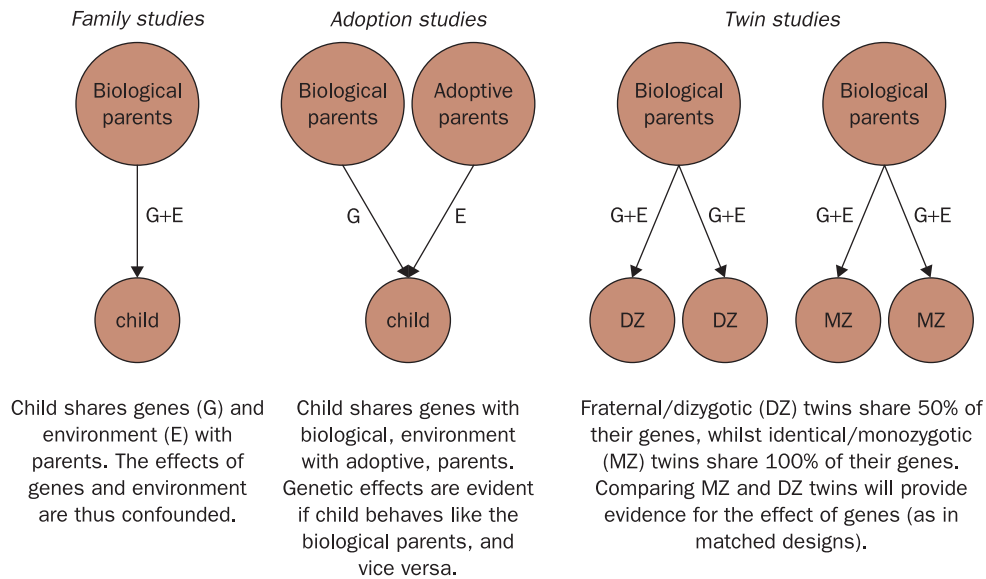 Family studies
Biological
parents
G+E
child
Child shares genes (G) and
environment (E) with
parents. The effects of
genes and environment
are thus confounded.
Adoption studies
Biological
parents
Adoptive
parents
G
E
child
Child shares genes with
biological, environment
with adoptive, parents.
Genetic effects are evident
if child behaves like the
biological parents, and
vice versa.
Twin studies
Biological
parents
Biological
parents
G+E
G+E
G+E
G+E
DZ
DZ
MZ
MZ
Fraternal/dizygotic (DZ) twins share 50% of
their genes, whilst identical/monozygotic
(MZ) twins share 100% of their genes.
Comparing MZ and DZ twins will provide
evidence for the effect of genes (as in
matched designs).